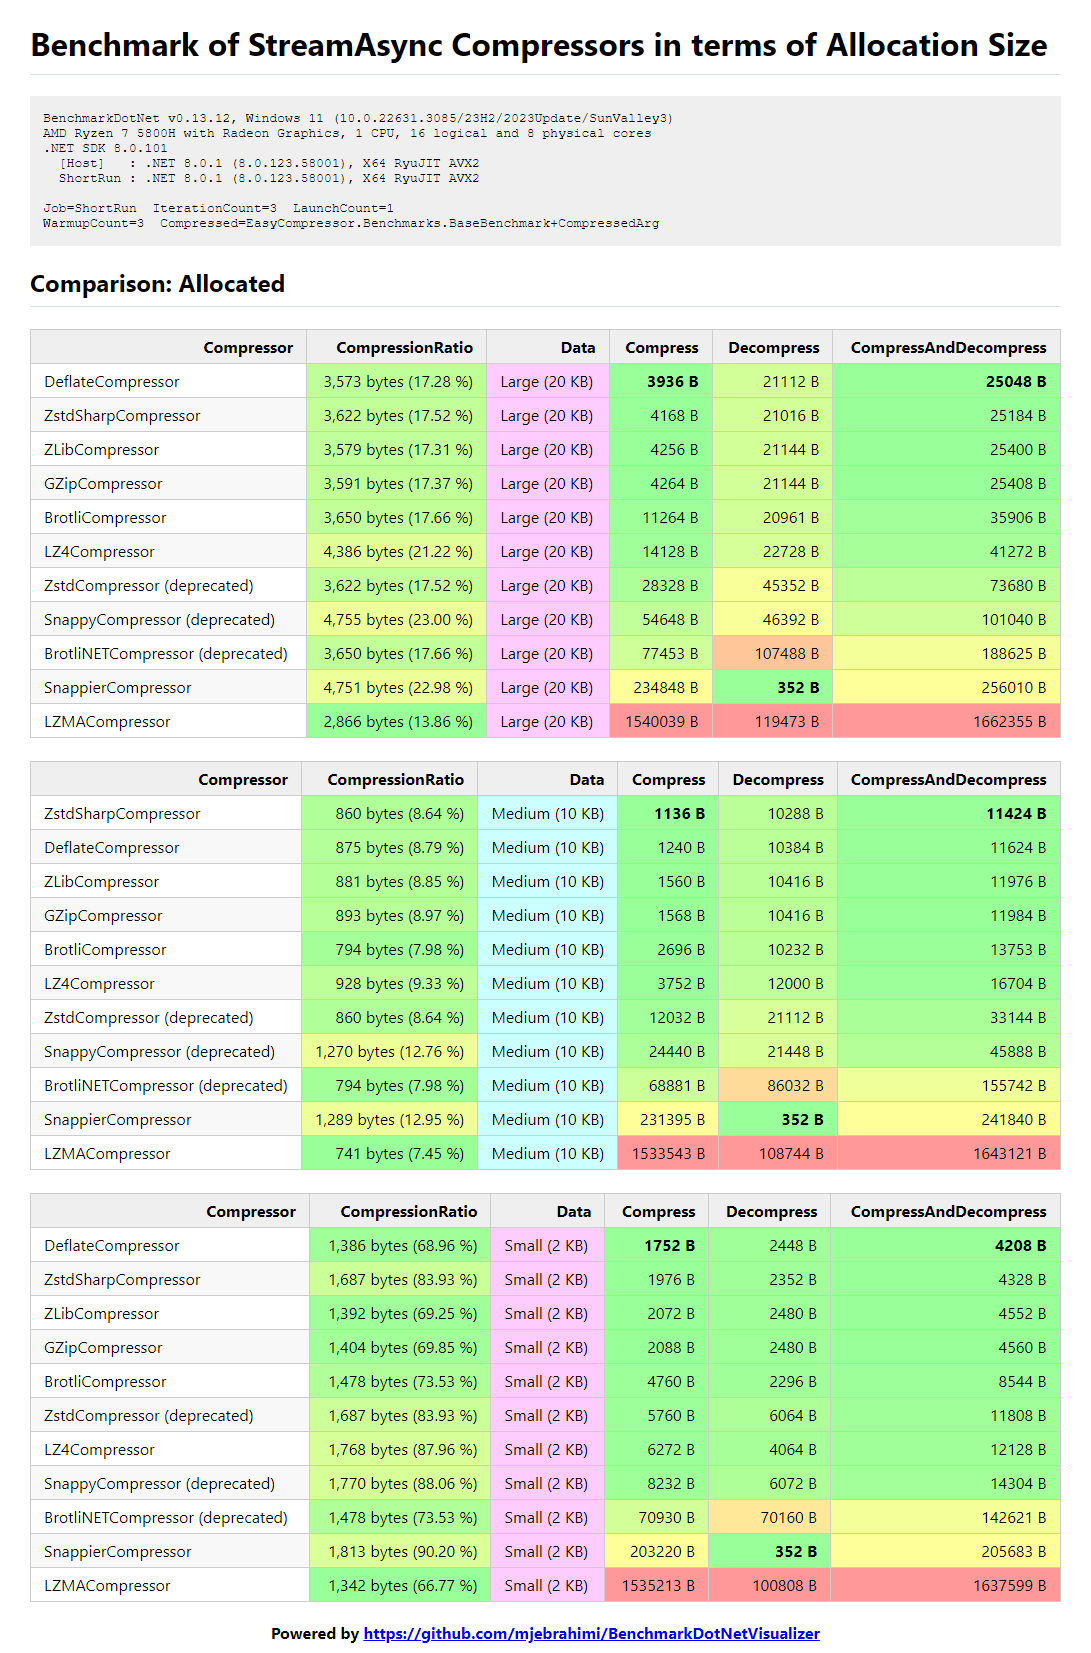 Benchmark of StreamAsync Compressors in terms of Allocation Size
BenchmarkDotNet v0.13.12, Windows 11 (10.0.22631.3085/23H2/2023Update/SunValley3)
AMD Ryzen 7 5800H with Radeon Graphics, 1 CPU, 16 logical and 8 physical cores
.NET SDK 8.0.101
[Host]   : .NET 8.0.1 (8.0.123.58001), X64 RyuJIT AVX2
ShortRun : .NET 8.0.1 (8.0.123.58001), X64 RyuJIT AVX2
Job=ShortRun  IterationCount=3  LaunchCount=1
WarmupCount=3  Compressed=EasyCompressor.Benchmarks.BaseBenchmark+CompressedArg
Comparison: Allocated
Compressor CompressionRatio Data Compress Decompress CompressAndDecompress
DeflateCompressor 3,573 bytes (17.28 %) Large (20 KB) 3936 B 21112 B 25048 B
ZstdSharpCompressor 3,622 bytes (17.52 %) Large (20 KB) 4168 B 21016 B 25184 B
ZLibCompressor 3,579 bytes (17.31 %) Large (20 KB) 4256 B 21144 B 25400 B
GZipCompressor 3,591 bytes (17.37 %) Large (20 KB) 4264 B 21144 B 25408 B
BrotliCompressor 3,650 bytes (17.66 %) Large (20 KB) 11264 B 20961 B 35906 B
LZ4Compressor 4,386 bytes (21.22 %) Large (20 KB) 14128 B 22728 B 41272 B
ZstdCompressor (deprecated) 3,622 bytes (17.52 %) Large (20 KB) 28328 B 45352 B 73680 B
SnappyCompressor (deprecated) 4,755 bytes (23.00 %) Large (20 KB) 54648 B 46392 B 101040 B
BrotliNETCompressor (deprecated) 3,650 bytes (17.66 %) Large (20 KB) 77453 B 107488 B 188625 B
SnappierCompressor 4,751 bytes (22.98 %) Large (20 KB) 234848 B 352 B 256010 B
LZMACompressor 2,866 bytes (13.86 %) Large (20 KB) 1540039 B 119473 B 1662355 B
Compressor CompressionRatio Data Compress Decompress CompressAndDecompress
ZstdSharpCompressor 860 bytes (8.64 %) Medium (10 KB) 1136 B 10288 B 11424 B
DeflateCompressor 875 bytes (8.79 %) Medium (10 KB) 1240 B 10384 B 11624 B
ZLibCompressor 881 bytes (8.85 %) Medium (10 KB) 1560 B 10416 B 11976 B
GZipCompressor 893 bytes (8.97 %) Medium (10 KB) 1568 B 10416 B 11984 B
BrotliCompressor 794 bytes (7.98 %) Medium (10 KB) 2696 B 10232 B 13753 B
LZ4Compressor 928 bytes (9.33 %) Medium (10 KB) 3752 B 12000 B 16704 B
ZstdCompressor (deprecated) 860 bytes (8.64 %) Medium (10 KB) 12032 B 21112 B 33144 B
SnappyCompressor (deprecated) 1,270 bytes (12.76 %) Medium (10 KB) 24440 B 21448 B 45888 B
BrotliNETCompressor (deprecated) 794 bytes (7.98 %) Medium (10 KB) 68881 B 86032 B 155742 B
SnappierCompressor 1,289 bytes (12.95 %) Medium (10 KB) 231395 B 352 B 241840 B
LZMACompressor 741 bytes (7.45 %) Medium (10 KB) 1533543 B 108744 B 1643121 B
Compressor CompressionRatio Data Compress Decompress CompressAndDecompress
DeflateCompressor 1,386 bytes (68.96 %) Small (2 KB) 1752 B 2448 B 4208 B
ZstdSharpCompressor 1,687 bytes (83.93 %) Small (2 KB) 1976 B 2352 B 4328 B
ZLibCompressor 1,392 bytes (69.25 %) Small (2 KB) 2072 B 2480 B 4552 B
GZipCompressor 1,404 bytes (69.85 %) Small (2 KB) 2088 B 2480 B 4560 B
BrotliCompressor 1,478 bytes (73.53 %) Small (2 KB) 4760 B 2296 B 8544 B
ZstdCompressor (deprecated) 1,687 bytes (83.93 %) Small (2 KB) 5760 B 6064 B 11808 B
LZ4Compressor 1,768 bytes (87.96 %) Small (2 KB) 6272 B 4064 B 12128 B
SnappyCompressor (deprecated) 1,770 bytes (88.06 %) Small (2 KB) 8232 B 6072 B 14304 B
BrotliNETCompressor (deprecated) 1,478 bytes (73.53 %) Small (2 KB) 70930 B 70160 B 142621 B
SnappierCompressor 1,813 bytes (90.20 %) Small (2 KB) 203220 B 352 B 205683 B
LZMACompressor 1,342 bytes (66.77 %) Small (2 KB) 1535213 B 100808 B 1637599 B
Powered by https://github.com/mjebrahimi/BenchmarkDotNetVisualizer